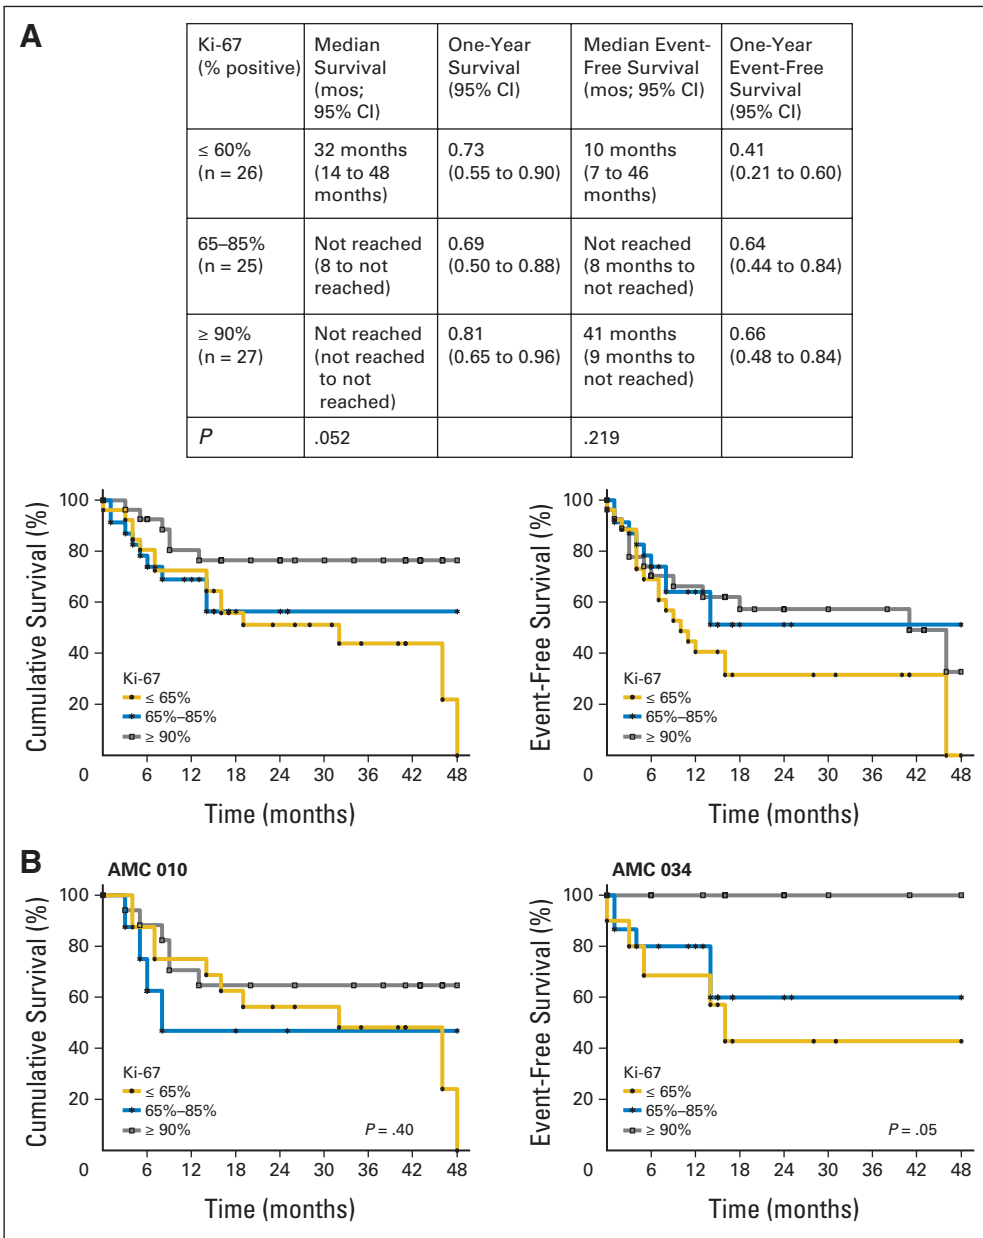 A
Ki-67
(% positive)
Median
Survival
(mos;
95% CI)
One-Year
Survival
(95% CI)
Median Event-
Free Survival
(mos; 95% CI)
One-Year
Event-Free
Survival
(95% CI)
≤ 60%
(n = 26)
32 months
(14 to 48
months)
0.73
(0.55 to 0.90)
10 months
(7 to 46
months)
0.41
(0.21 to 0.60)
65–85%
(n = 25)
Not reached
(8 to not
reached)
0.69
(0.50 to 0.88)
Not reached
(8 months to
not reached)
0.64
(0.44 to 0.84)
≥ 90%
(n = 27)
Not reached
(not reached
to not
reached)
0.81
(0.65 to 0.96)
41 months
(9 months to
not reached)
0.66
(0.48 to 0.84)
P
.052
.219
Cumulative Survival (%)
100
80
60
40
20
0
Ki-67
≤ 65%
65%–85%
≥ 90%
6 12 18 24 30 36 42 48
Time (months)
Event-Free Survival (%)
100
80
60
40
20
0
Ki-67
≤ 65%
65%–85%
≥ 90%
6 12 18 24 30 36 42 48
Time (months)
B
AMC 010
Cumulative Survival (%)
100
80
60
40
20
0
Ki-67
≤ 65%
65%–85%
≥ 90%
P = .40
6 12 18 24 30 36 42 48
Time (months)
AMC 034
Event-Free Survival (%)
100
80
60
40
20
0
Ki-67
≤ 65%
65%–85%
≥ 90%
P = .05
6 12 18 24 30 36 42 48
Time (months)